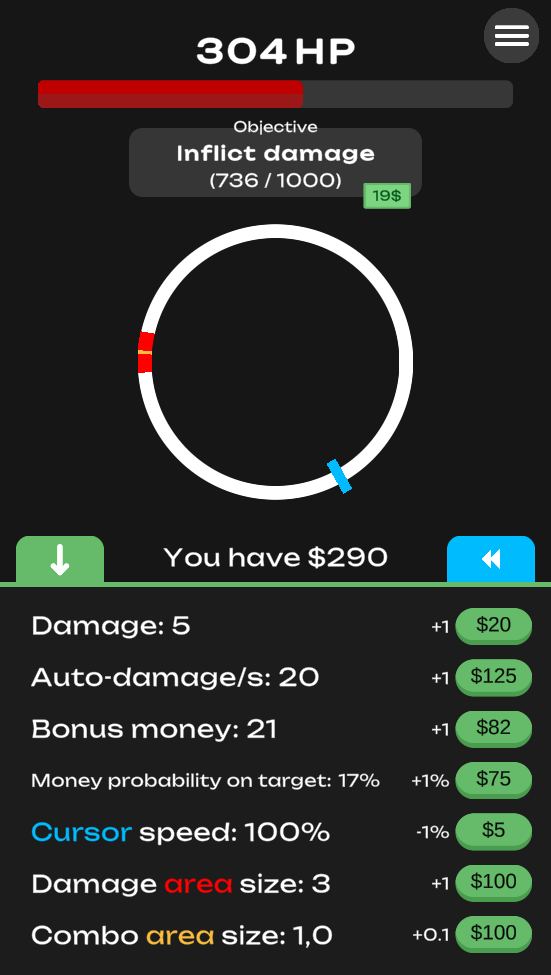 304 HP
Objective
Inflict damage
(736 / 1000)
19$
You have $290
Damage: 5 +1 $20
Auto-damage/s: 20 +1 $125
Bonus money: 21 +1 $82
Money probability on target: 17% +1% $75
Cursor speed: 100% -1% $5
Damage area size: 3 +1 $100
Combo area size: 1,0 +0.1 $100